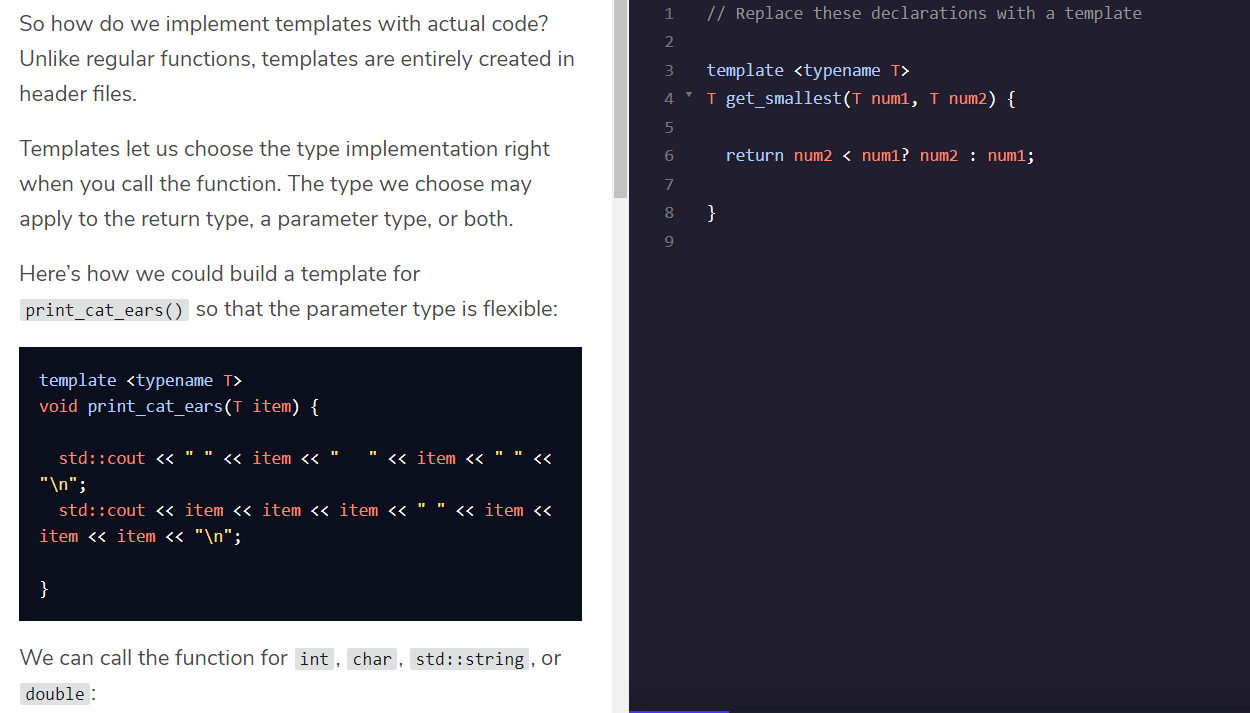 So how do we implement templates with actual code?
Unlike regular functions, templates are entirely created in
header files.
Templates let us choose the type implementation right
when you call the function. The type we choose may
apply to the return type, a parameter type, or both.
Here’s how we could build a template for
print_cat_ears() so that the parameter type is flexible:
template <typename T>
void print_cat_ears(T item) {
  std::cout << " " << item << "   " << item << " " <<
"\n";
  std::cout << item << item << item << " " << item <<
item << item << "\n";
}
We can call the function for int, char, std::string, or
double:
1 // Replace these declarations with a template
2
3 template <typename T>
4 T get_smallest(T num1, T num2) {
5
6   return num2 < num1? num2 : num1;
7
8 }
9